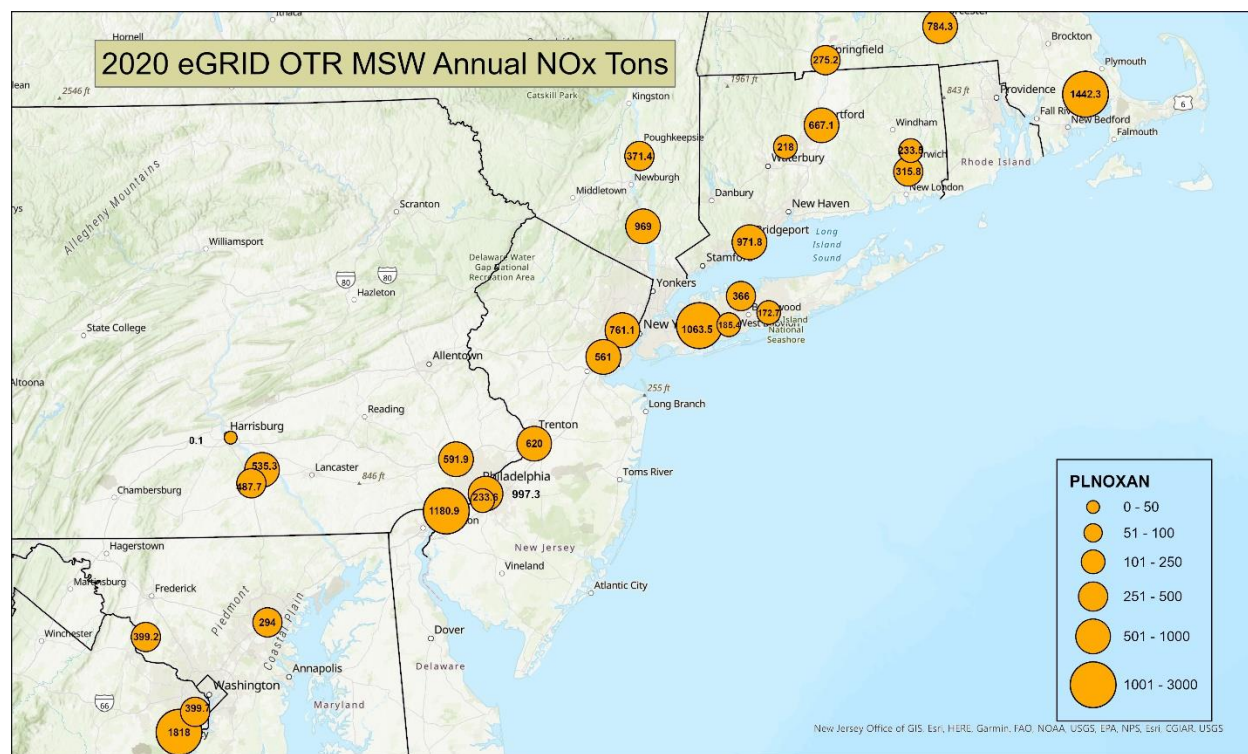 Ithaca
Hornell
2020 eGRID OTR MSW Annual NOx Tons
784.3
Brockton
Springfield
275.2
Plymouth
2546 ft
Catskill Park
1961 ft
843 ft
Providence
1442.3
6
Kingston
667.1
Windham
Fall
New Bedford
Falmouth
Poughkeepsie
371.4
218
233.5
Waterbury
315.8
Rhode Island
Newburgh
New London
Allegheny Mountains
Middletown
Danbury
Scranton
New Haven
969
Bridgeport
971.8
Long
Island
Sound
Williamsport
Stamford
Delaware Water
Gap National
Recreation Area
80
80
Yonkers
Hazleton
366
172.7
State College
761.1
1063.5
185.4
Island
National
Seashore
561
Allentown
Altoona
255 ft
Long Branch
Reading
Harrisburg
0.1
Trenton
620
591.9
535.3
Lancaster
846 ft
Philadelphia
Toms River
487.7
233.6
997.3
Chambersburg
1180.9
PLNOXAN
0 - 50
51 - 100
101 - 250
251 - 500
501 - 1000
1001 - 3000
New Jersey
Hagerstown
Vineland
Martinsburg
Frederick
Atlantic City
Piedmont
Coastal Plain
294
Winchester
399.2
Dover
Delaware
Annapolis
Washington
66
Maryland
399.7
1818
New Jersey Office of GIS, Esri, HERE, Garmin, FAO, NOAA, USGS, EPA, NPS, Esri, CGIAR, USGS